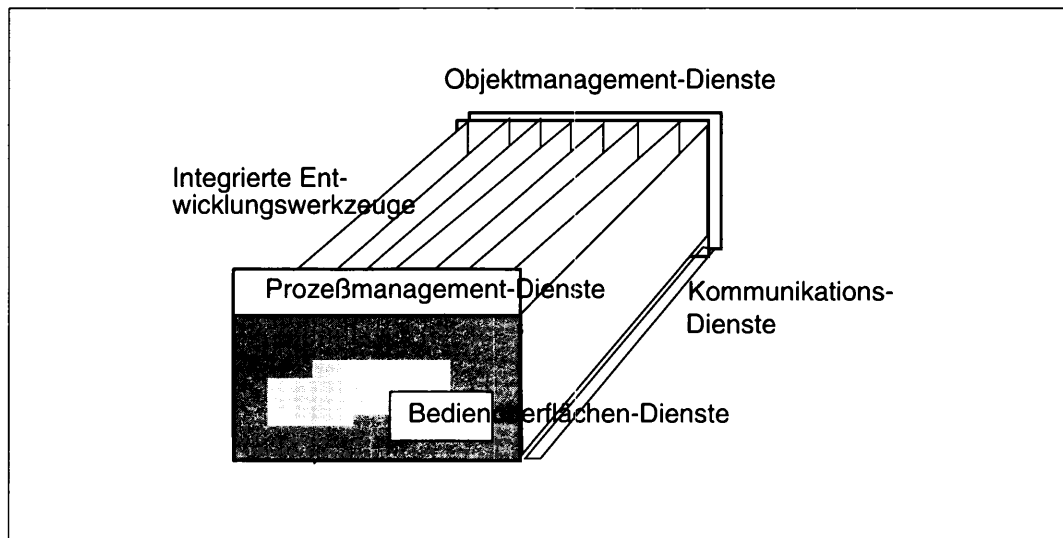 Objektmanagement-Dienste
Integrierte Ent-
wicklungswerkzeuge
Prozeßmanagement-Dienste
Kommunikations-
Dienste
Bedienoberflächen-Dienste